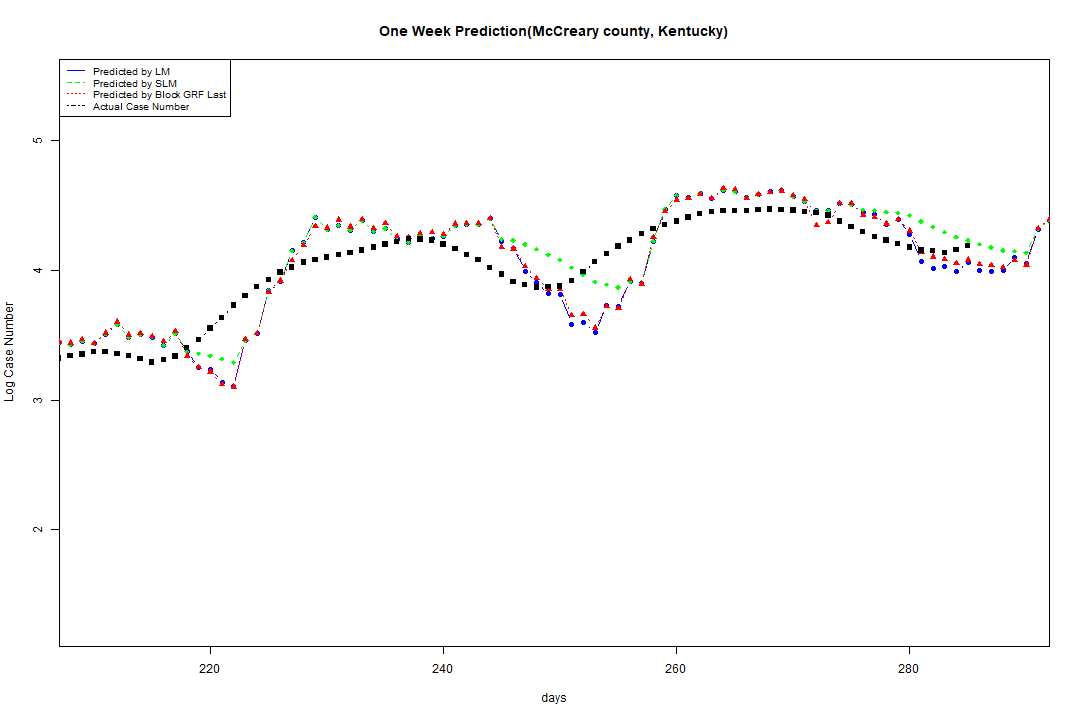 One Week Prediction(McCreary county, Kentucky)
Predicted by LM
Predicted by SLM
Predicted by Block GRF Last
Actual Case Number
5
4
3
2
Log Case Number
220 240 260 280
days